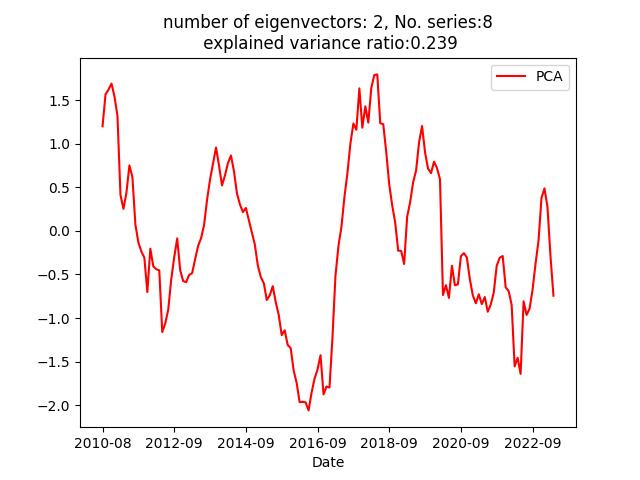 number of eigenvectors: 2, No. series:8
explained variance ratio:0.239
PCA
1.5
1.0
0.5
0.0
−0.5
−1.0
−1.5
−2.0
2010-08 2012-09 2014-09 2016-09 2018-09 2020-09 2022-09
Date